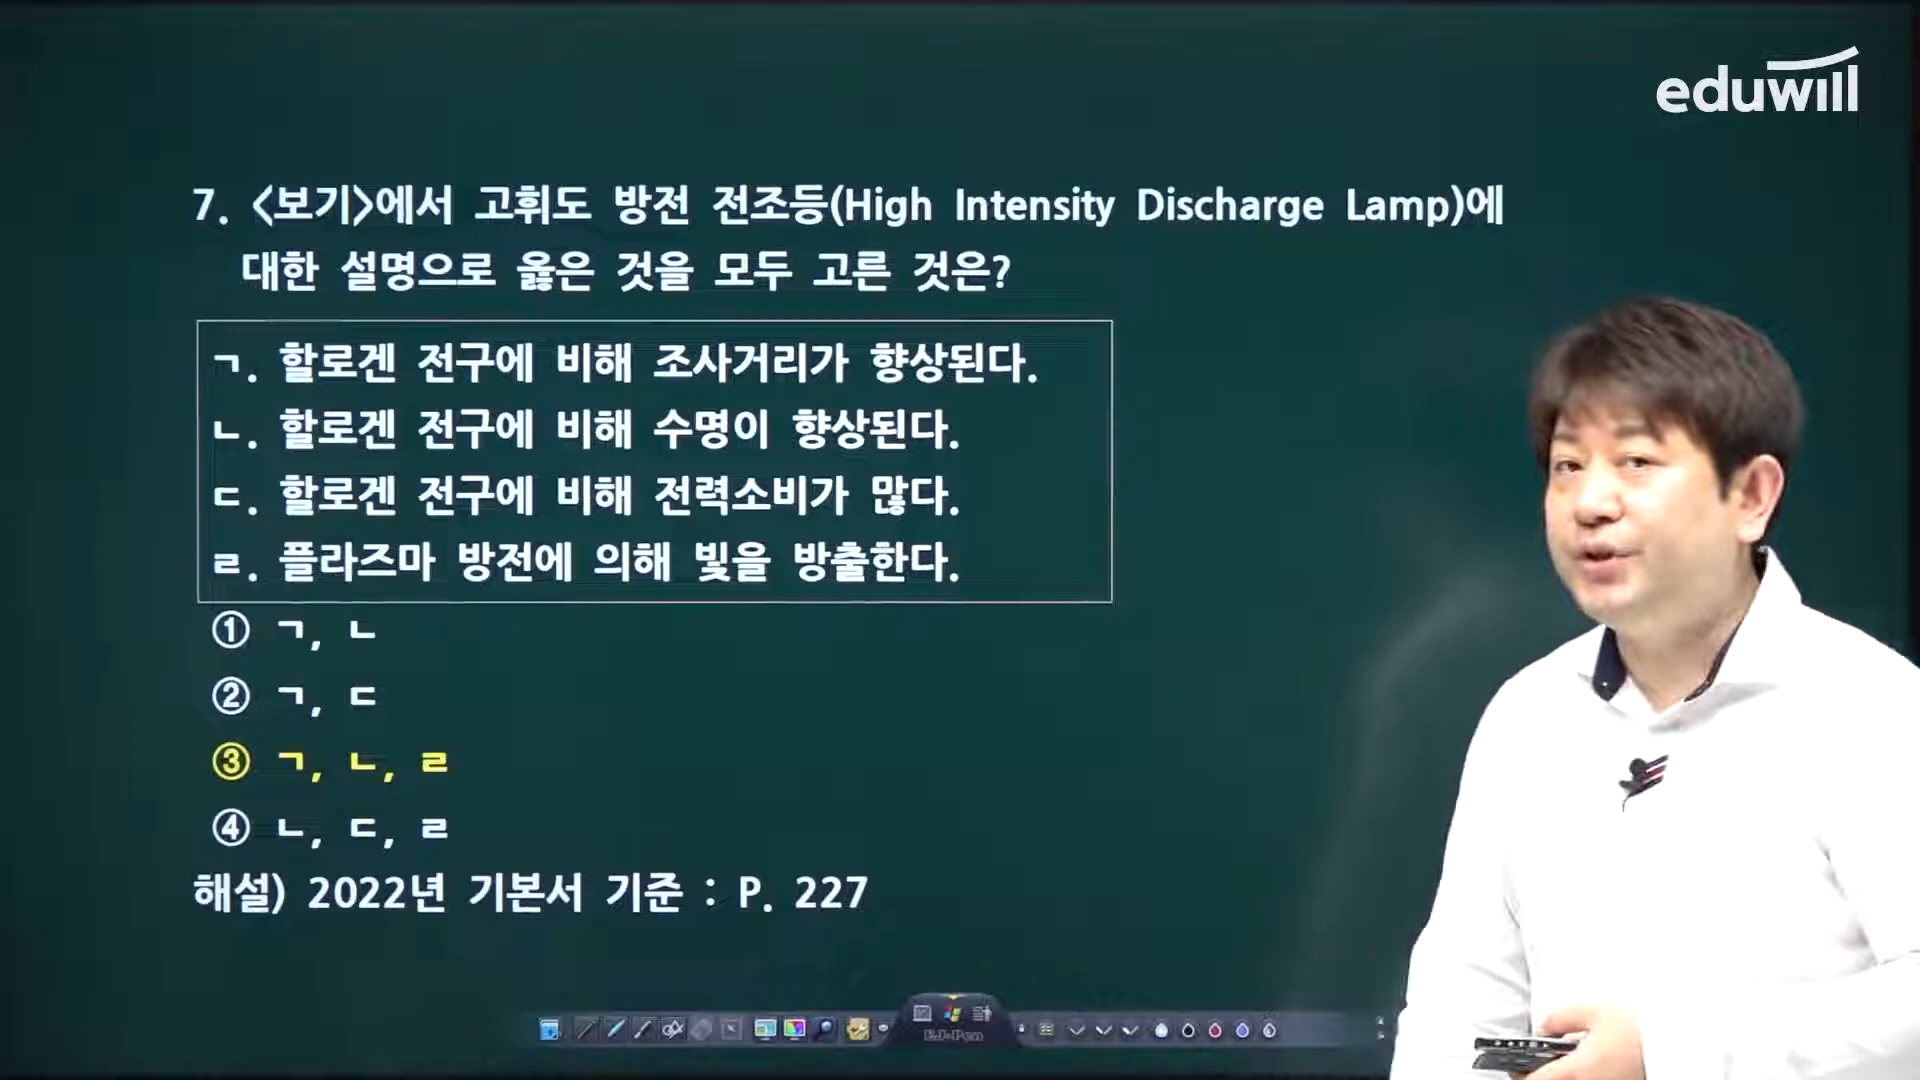 eduwill
7. <보기>에서 고휘도 방전 전조등(High Intensity Discharge Lamp)에
대한 설명으로 옳은 것을 모두 고른 것은?
ㄱ. 할로겐 전구에 비해 조사거리가 향상된다.
ㄴ. 할로겐 전구에 비해 수명이 향상된다.
ㄷ. 할로겐 전구에 비해 전력소비가 많다.
ㄹ. 플라즈마 방전에 의해 빛을 방출한다.
① ㄱ, ㄴ
② ㄱ, ㄷ
③ ㄱ, ㄴ, ㄹ
④ ㄴ, ㄷ, ㄹ
해설) 2022년 기본서 기준 : P. 227